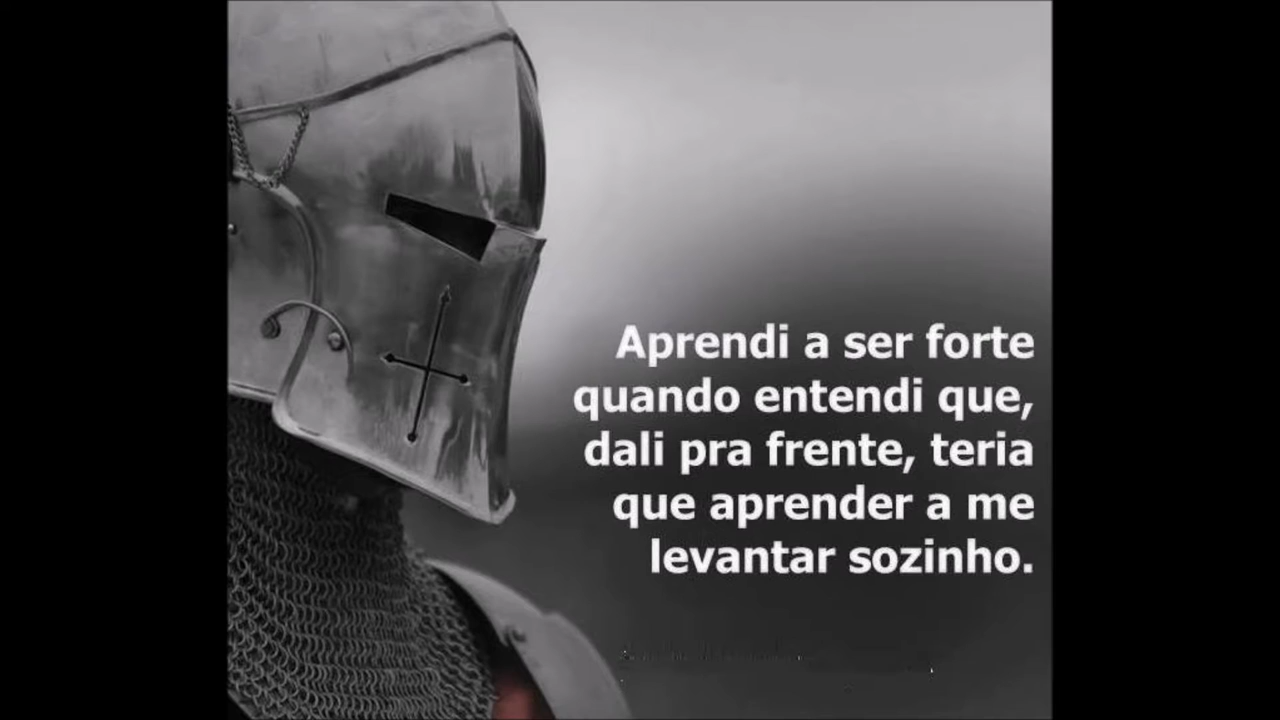 Aprendi a ser forte
quando entendi que,
dali pra frente, teria
que aprender a me
levantar sozinho.